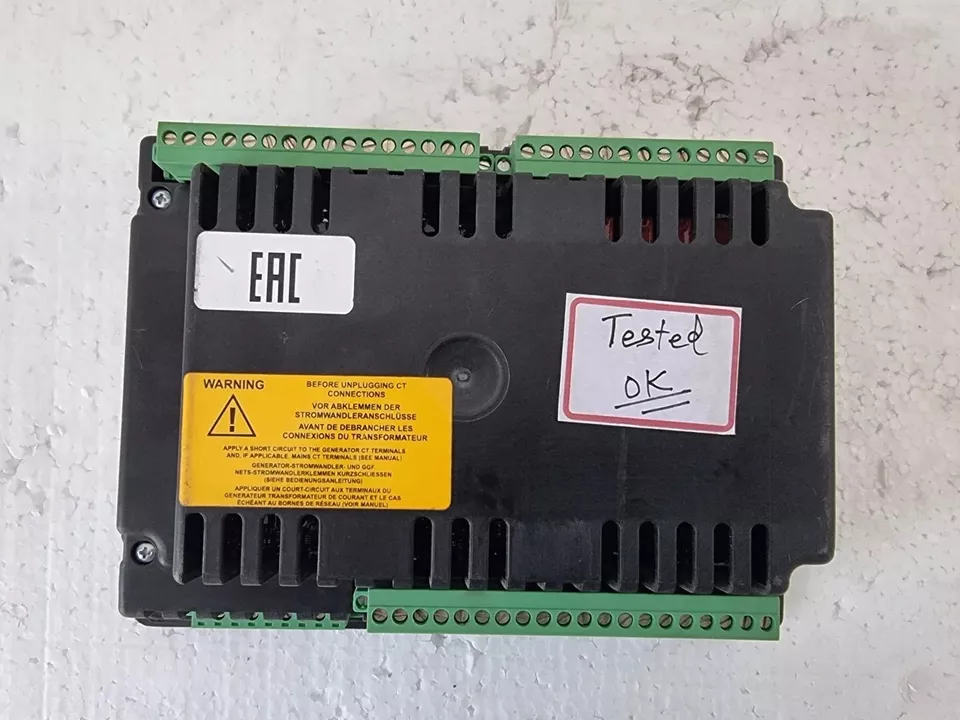 EAC
Tested
OK
WARNING
BEFORE UNPLUGGING CT
CONNECTIONS
VOR ABKLEMMEN DER
STROMWANDLERANSCHLÜSSE
AVANT DE DEBRANCHER LES
CONNEXIONS DU TRANSFORMATEUR
APPLY A SHORT CIRCUIT TO THE GENERATOR CT TERMINALS
AND, IF APPLICABLE, MAINS CT TERMINALS (SEE MANUAL)
GENERATOR-STROMWANDLER- UND GGF.
NETS-STROMWANDLERKLEMMEN KURZSCHLIESSEN
(SIEHE BEDIENUNGSANLEITUNG)
APPLIQUER UN COURT-CIRCUIT AUX TERMINAUX DU
GENERATEUR TRANSFORMATEUR DE COURANT ET LE CAS
ÉCHEANT AU BORNES DE RÉSEAU (VOIR MANUEL)